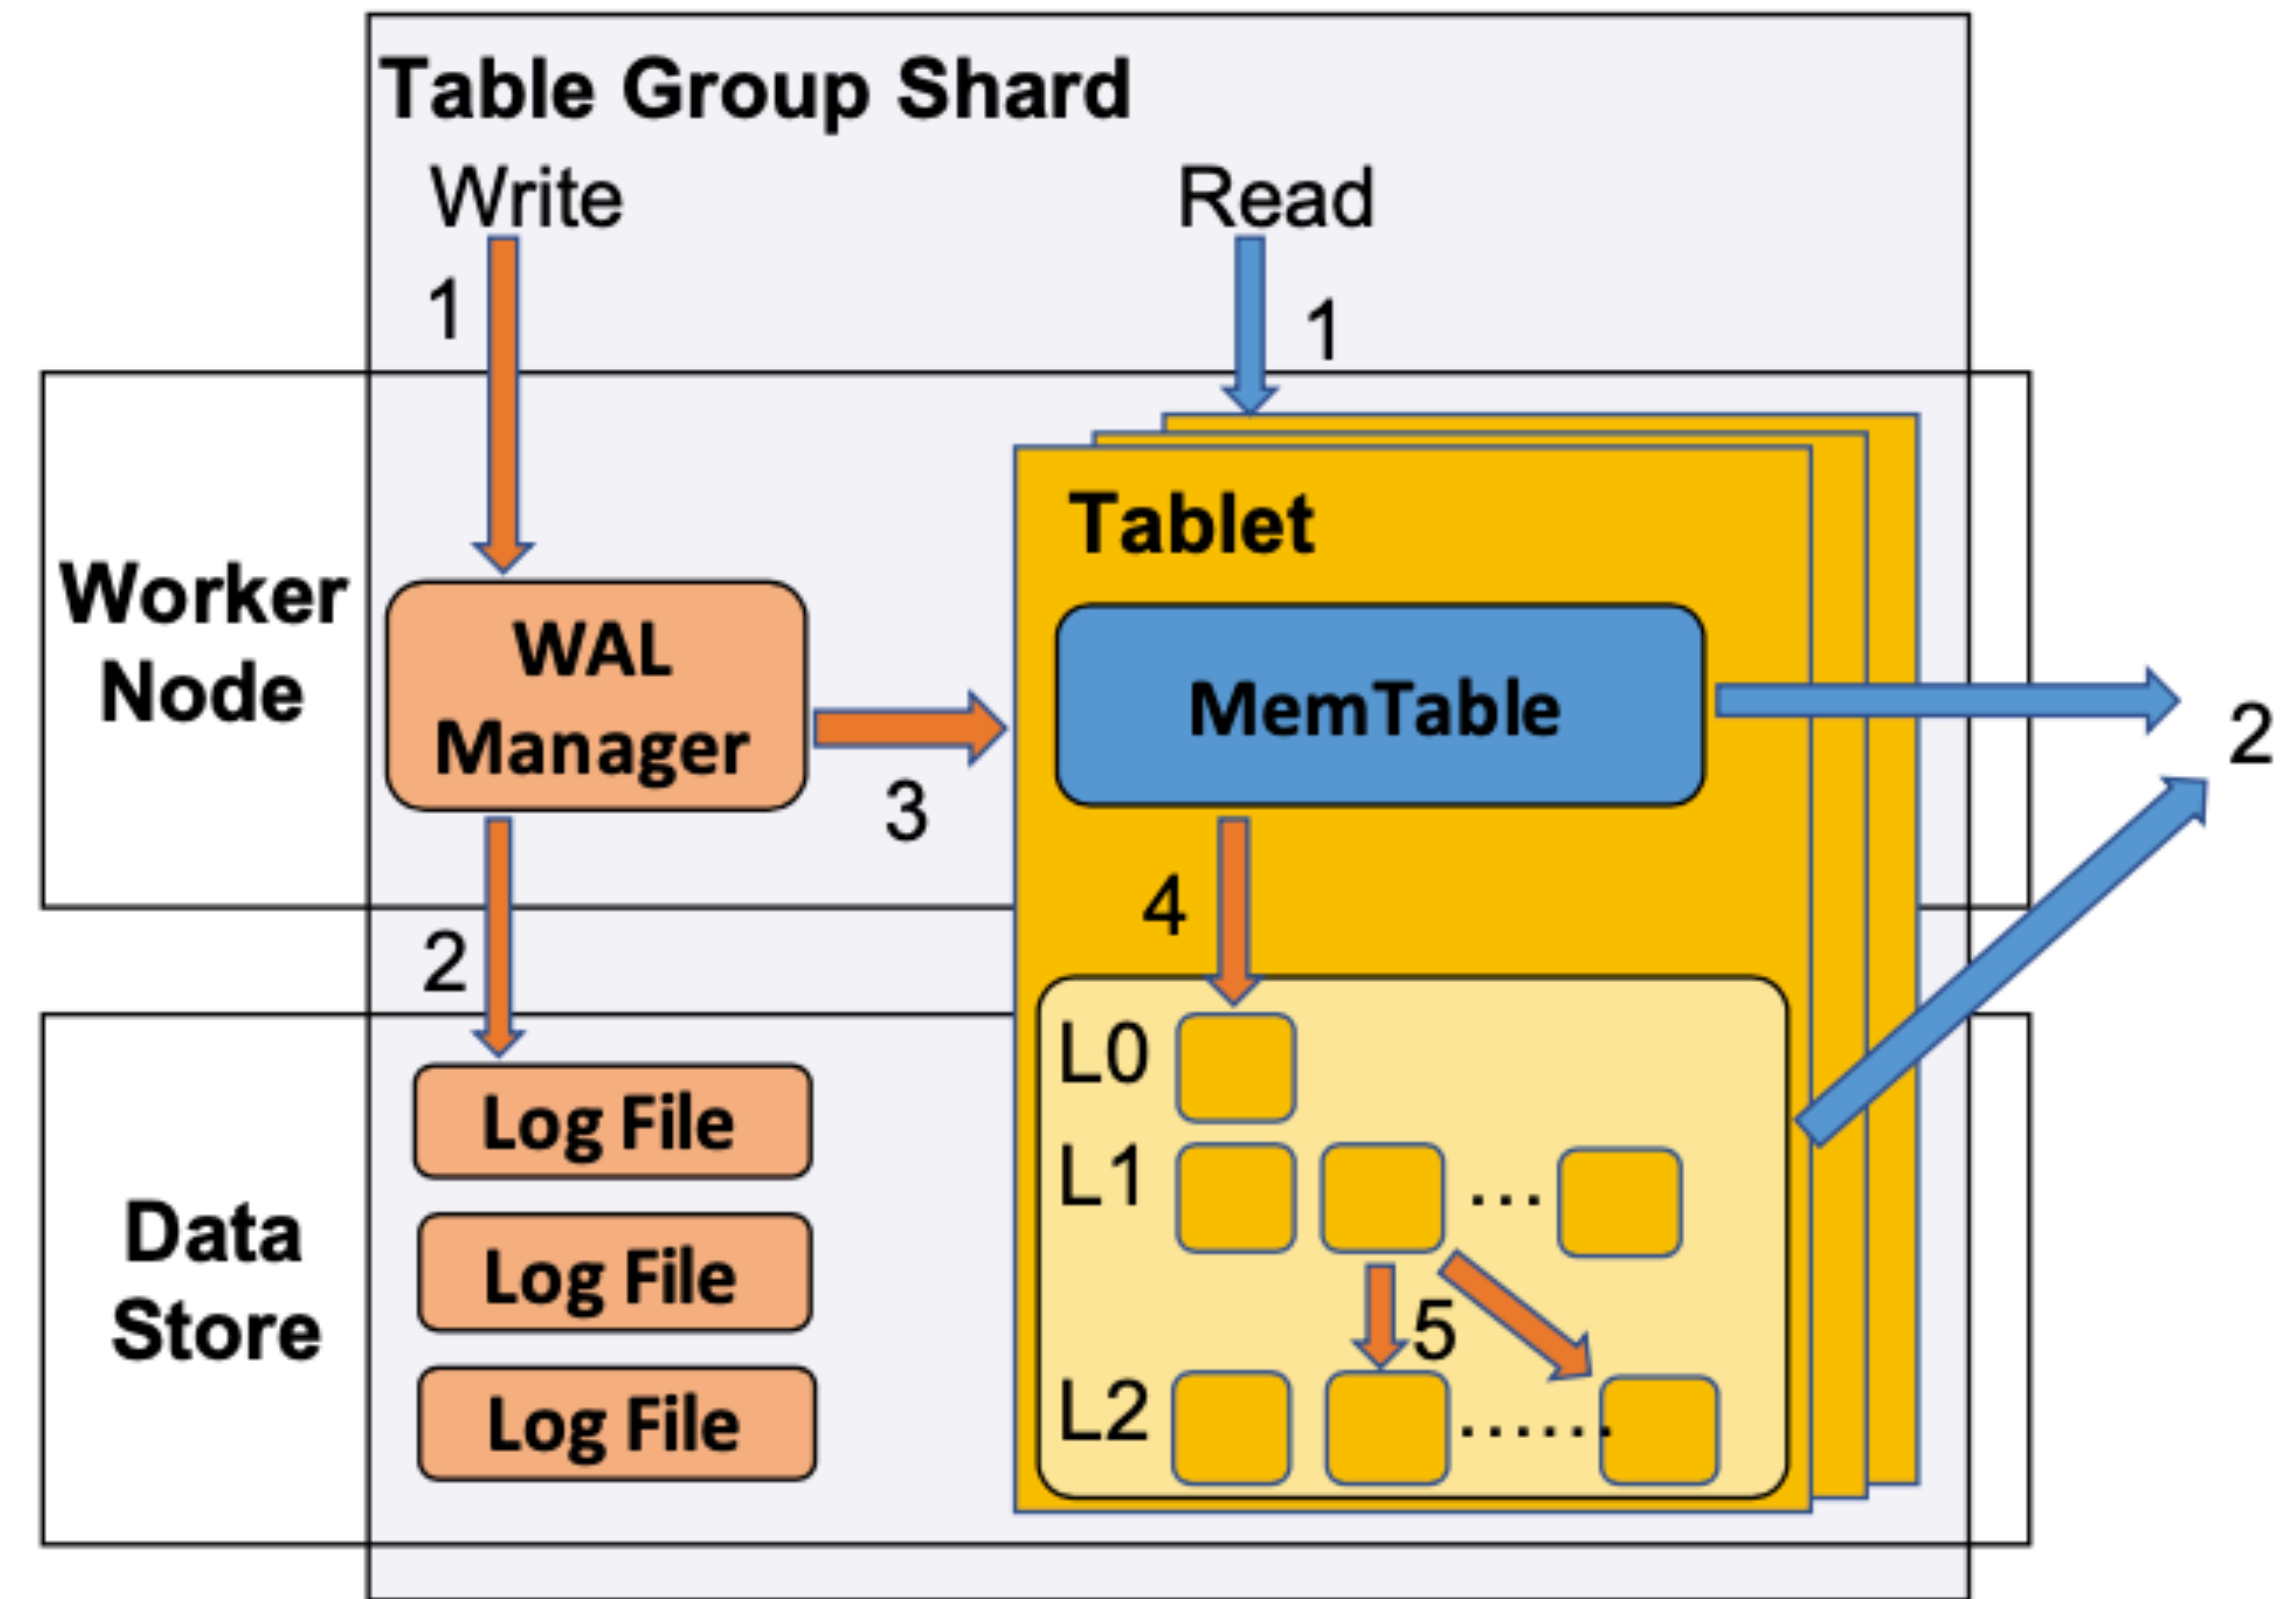 Table Group Shard
Write
Read
1
1
Worker
Node
WAL
Manager
3
Tablet
MemTable
2
4
2
Data
Store
Log File
Log File
Log File
L0
L1
...
5
L2
......